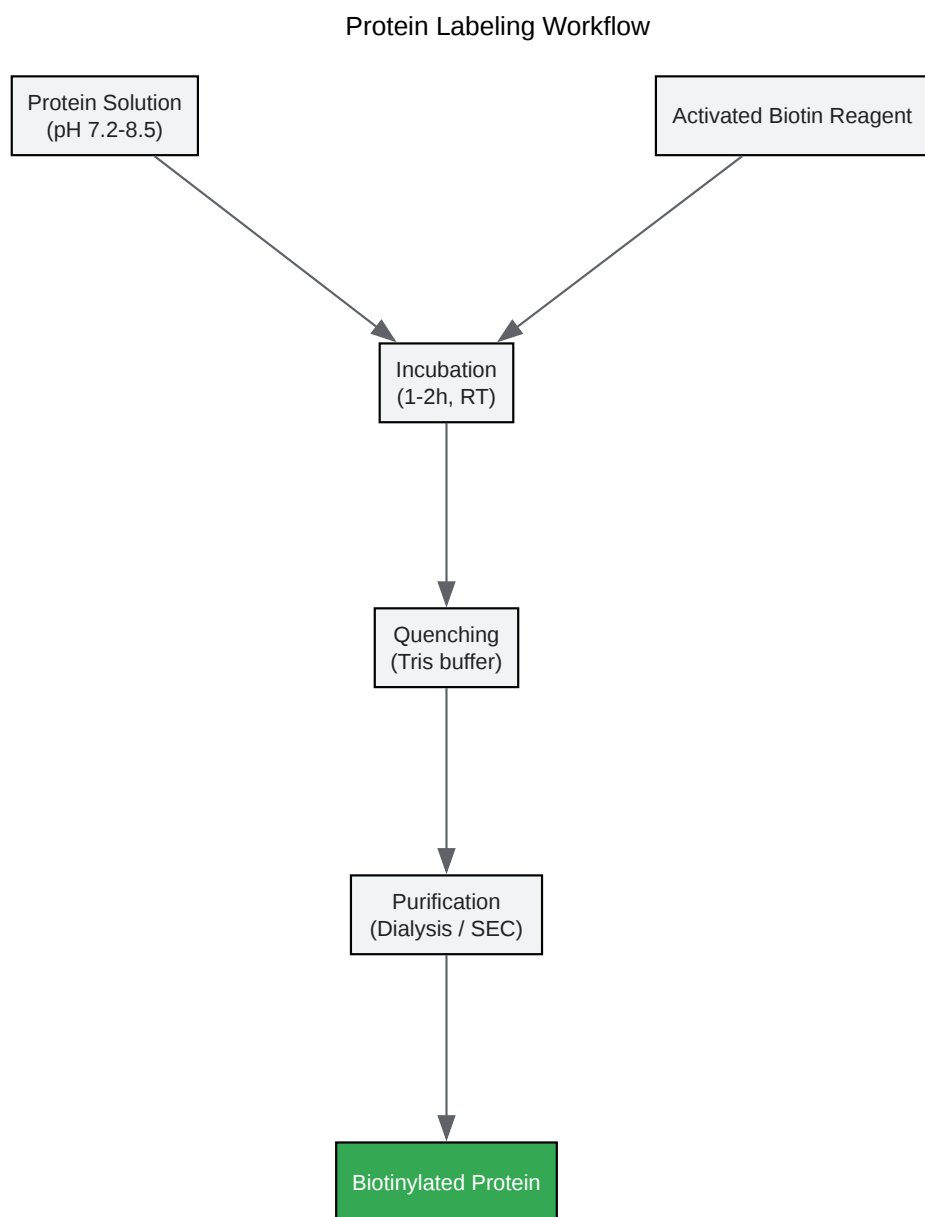 Protein Labeling Workflow
Protein Solution
(pH 7.2-8.5)
Activated Biotin Reagent
Incubation
(1-2h, RT)
Quenching
(Tris buffer)
Purification
(Dialysis / SEC)
Biotinylated Protein